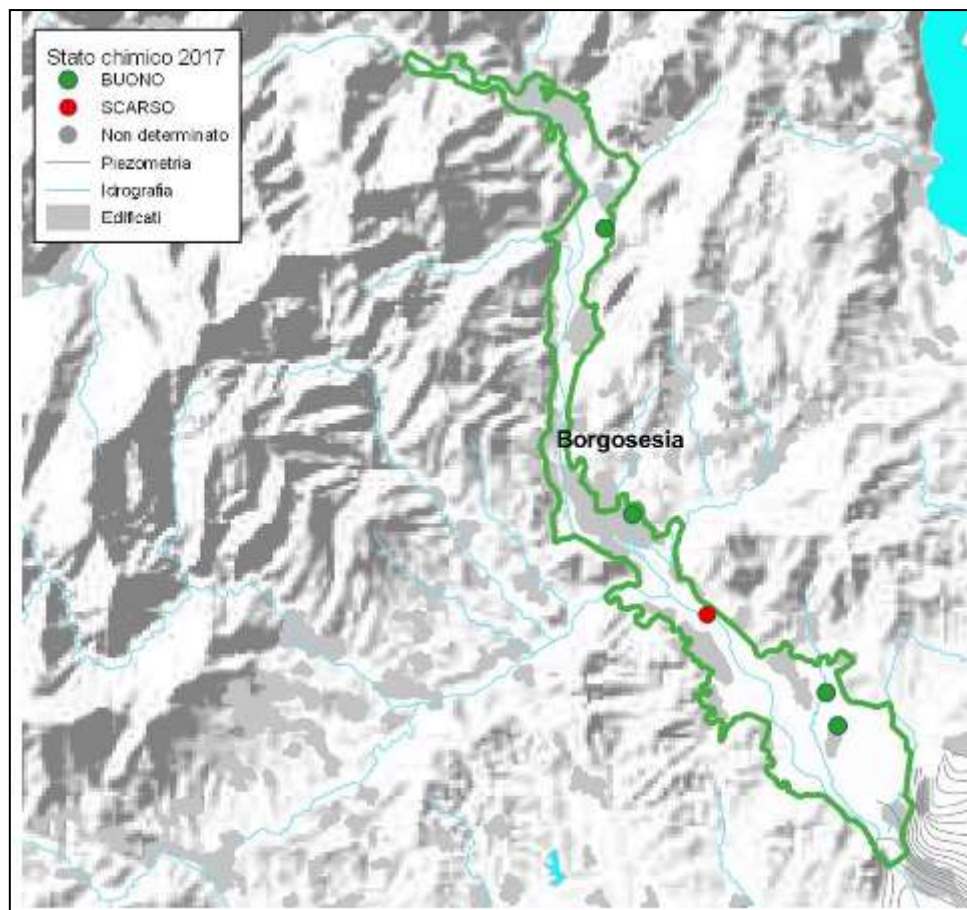 Stato chimico 2017
BUONO
SCARSO
Non determinato
Piezometria
Idrografia
Edificati
Borgosesia